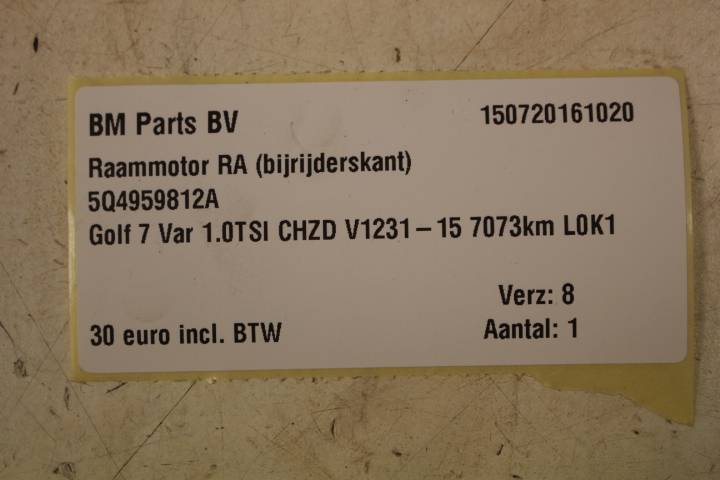 BM Parts BV 150720161020
Raammotor RA (bijrijderskant)
5Q4959812A
Golf 7 Var 1.0TSI CHZD V1231-15 7073km L0K1
Verz: 8
30 euro incl. BTW Aantal: 1